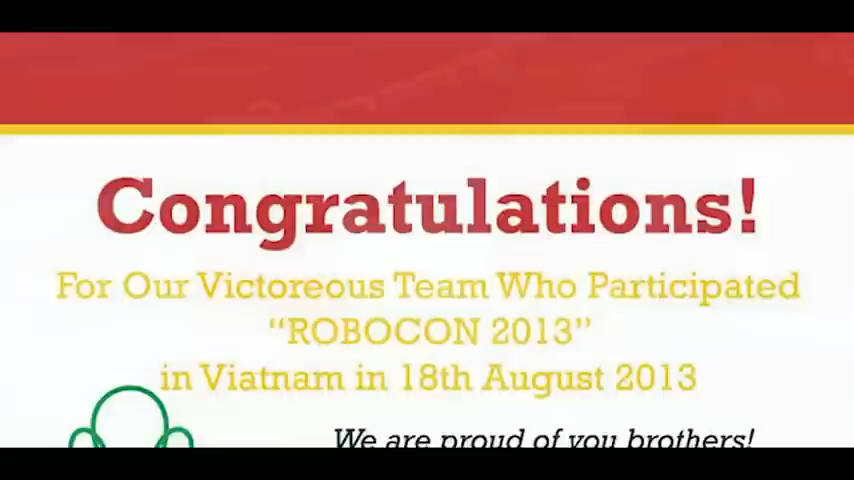 Congratulations!
For Our Victoreous Team Who Participated
“ROBOCON 2013”
in Viatnam in 18th August 2013
We are proud of you brothers!